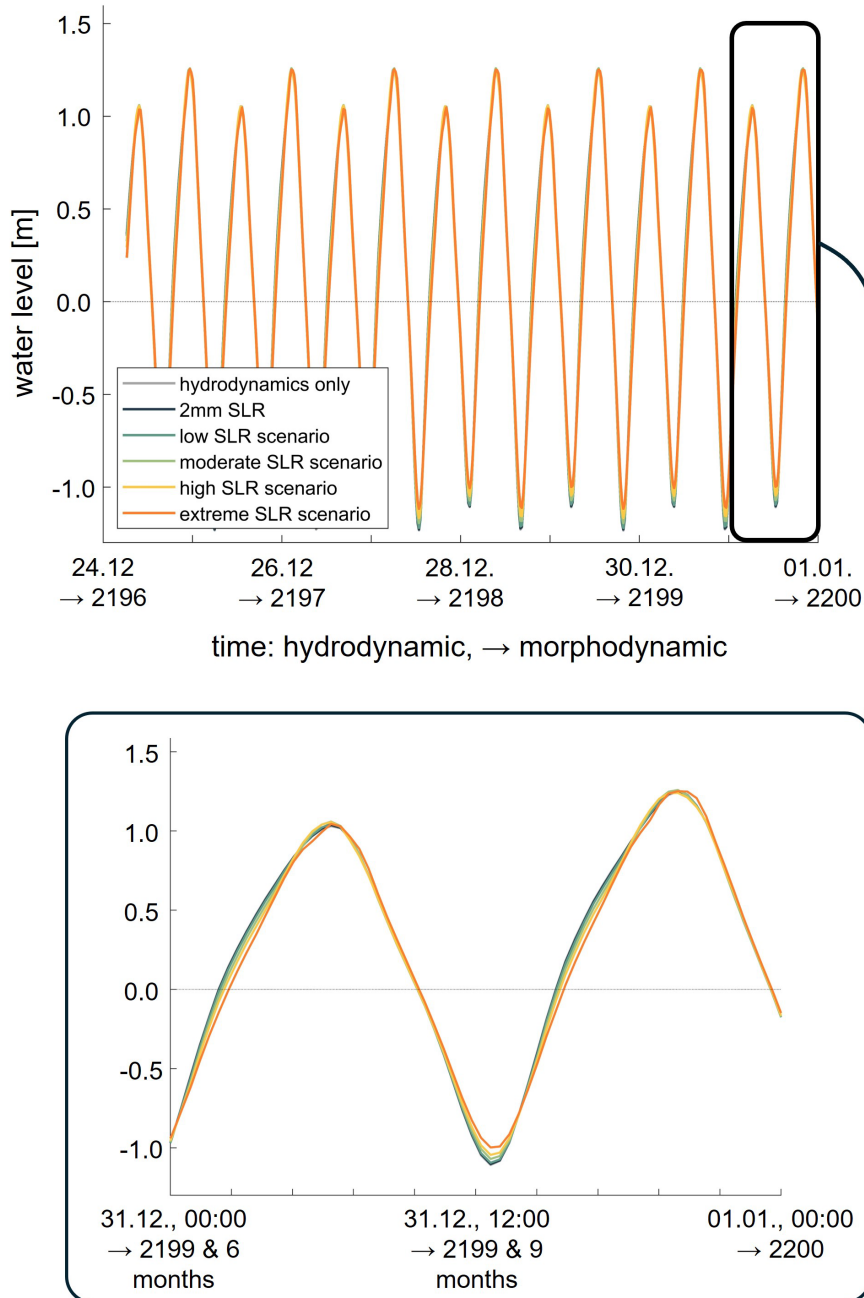 1.5
1.0
0.5
0.0
-0.5
-1.0
water level [m]
hydrodynamics only
2mm SLR
low SLR scenario
moderate SLR scenario
high SLR scenario
extreme SLR scenario
24.12 26.12 28.12. 30.12. 01.01.
→ 2196 → 2197 → 2198 → 2199 → 2200
time: hydrodynamic, → morphodynamic
1.5
1.0
0.5
0.0
-0.5
-1.0
31.12., 00:00 31.12., 12:00 01.01., 00:00
→ 2199 & 6 → 2199 & 9 → 2200
months months